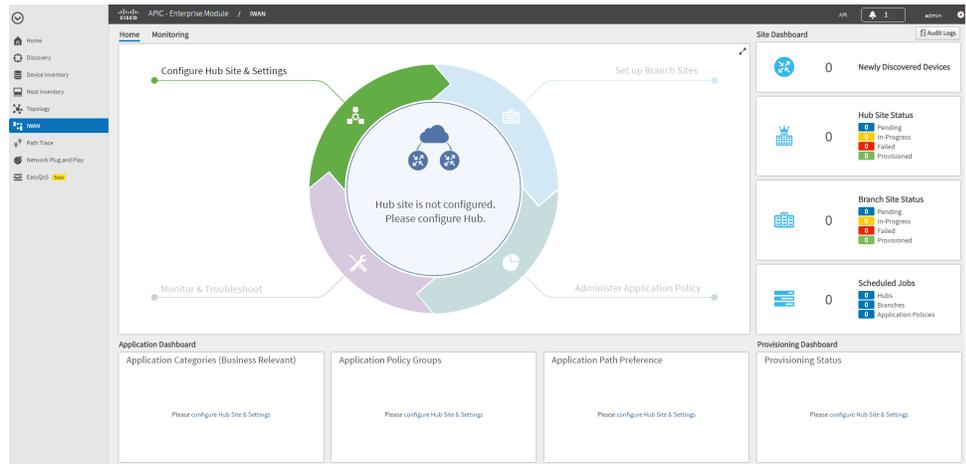 CISCO
APIC - Enterprise Module / IWAN
API
1
admin
Home
Discovery
Device Inventory
Host Inventory
Topology
IWAN
Path Trace
Network Plug and Play
EasyQoS Beta
Home Monitoring
Configure Hub Site & Settings
Set up Branch Sites
Hub site is not configured.
Please configure Hub.
Monitor & Troubleshoot
Administer Application Policy
Site Dashboard
Audit Logs
0 Newly Discovered Devices
0
Hub Site Status
0 Pending
0 In-Progress
0 Failed
0 Provisioned
0
Branch Site Status
0 Pending
0 In-Progress
0 Failed
0 Provisioned
0
Scheduled Jobs
0 Hubs
0 Branches
0 Application Policies
Application Dashboard
Application Categories (Business Relevant)
Please configure Hub Site & Settings
Application Policy Groups
Please configure Hub Site & Settings
Application Path Preference
Please configure Hub Site & Settings
Provisioning Dashboard
Provisioning Status
Please configure Hub Site & Settings